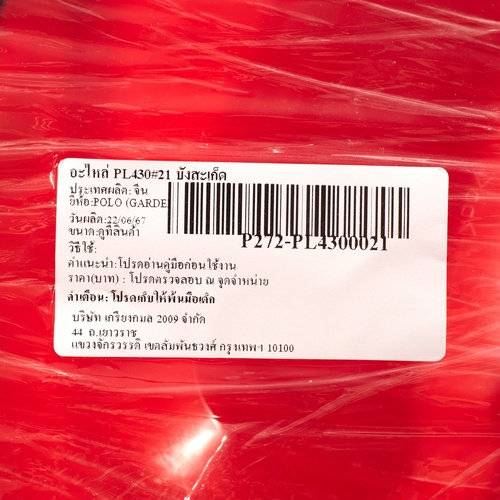 อะไหล่ PL430#21 บังสะเก็ด
ประเทศผลิต: จีน
ยี่ห้อ:POLO (GARDE
วันผลิต:22/06/67
ขนาด:ดูที่สินค้า
P272-PL4300021
วิธีใช้:
คำแนะนำ:โปรดอ่านคู่มือก่อนใช้งาน
ราคา(บาท) : โปรดตรวจสอบ ณ จุดจำหน่าย
คำเตือน: โปรดเก็บให้พ้นมือเด็ก
บริษัท เกรียงกมล 2009 จำกัด
44 ถ.เยาวราช
แขวงจักรวรรดิ เขตสัมพันธวงศ์ กรุงเทพฯ 10100